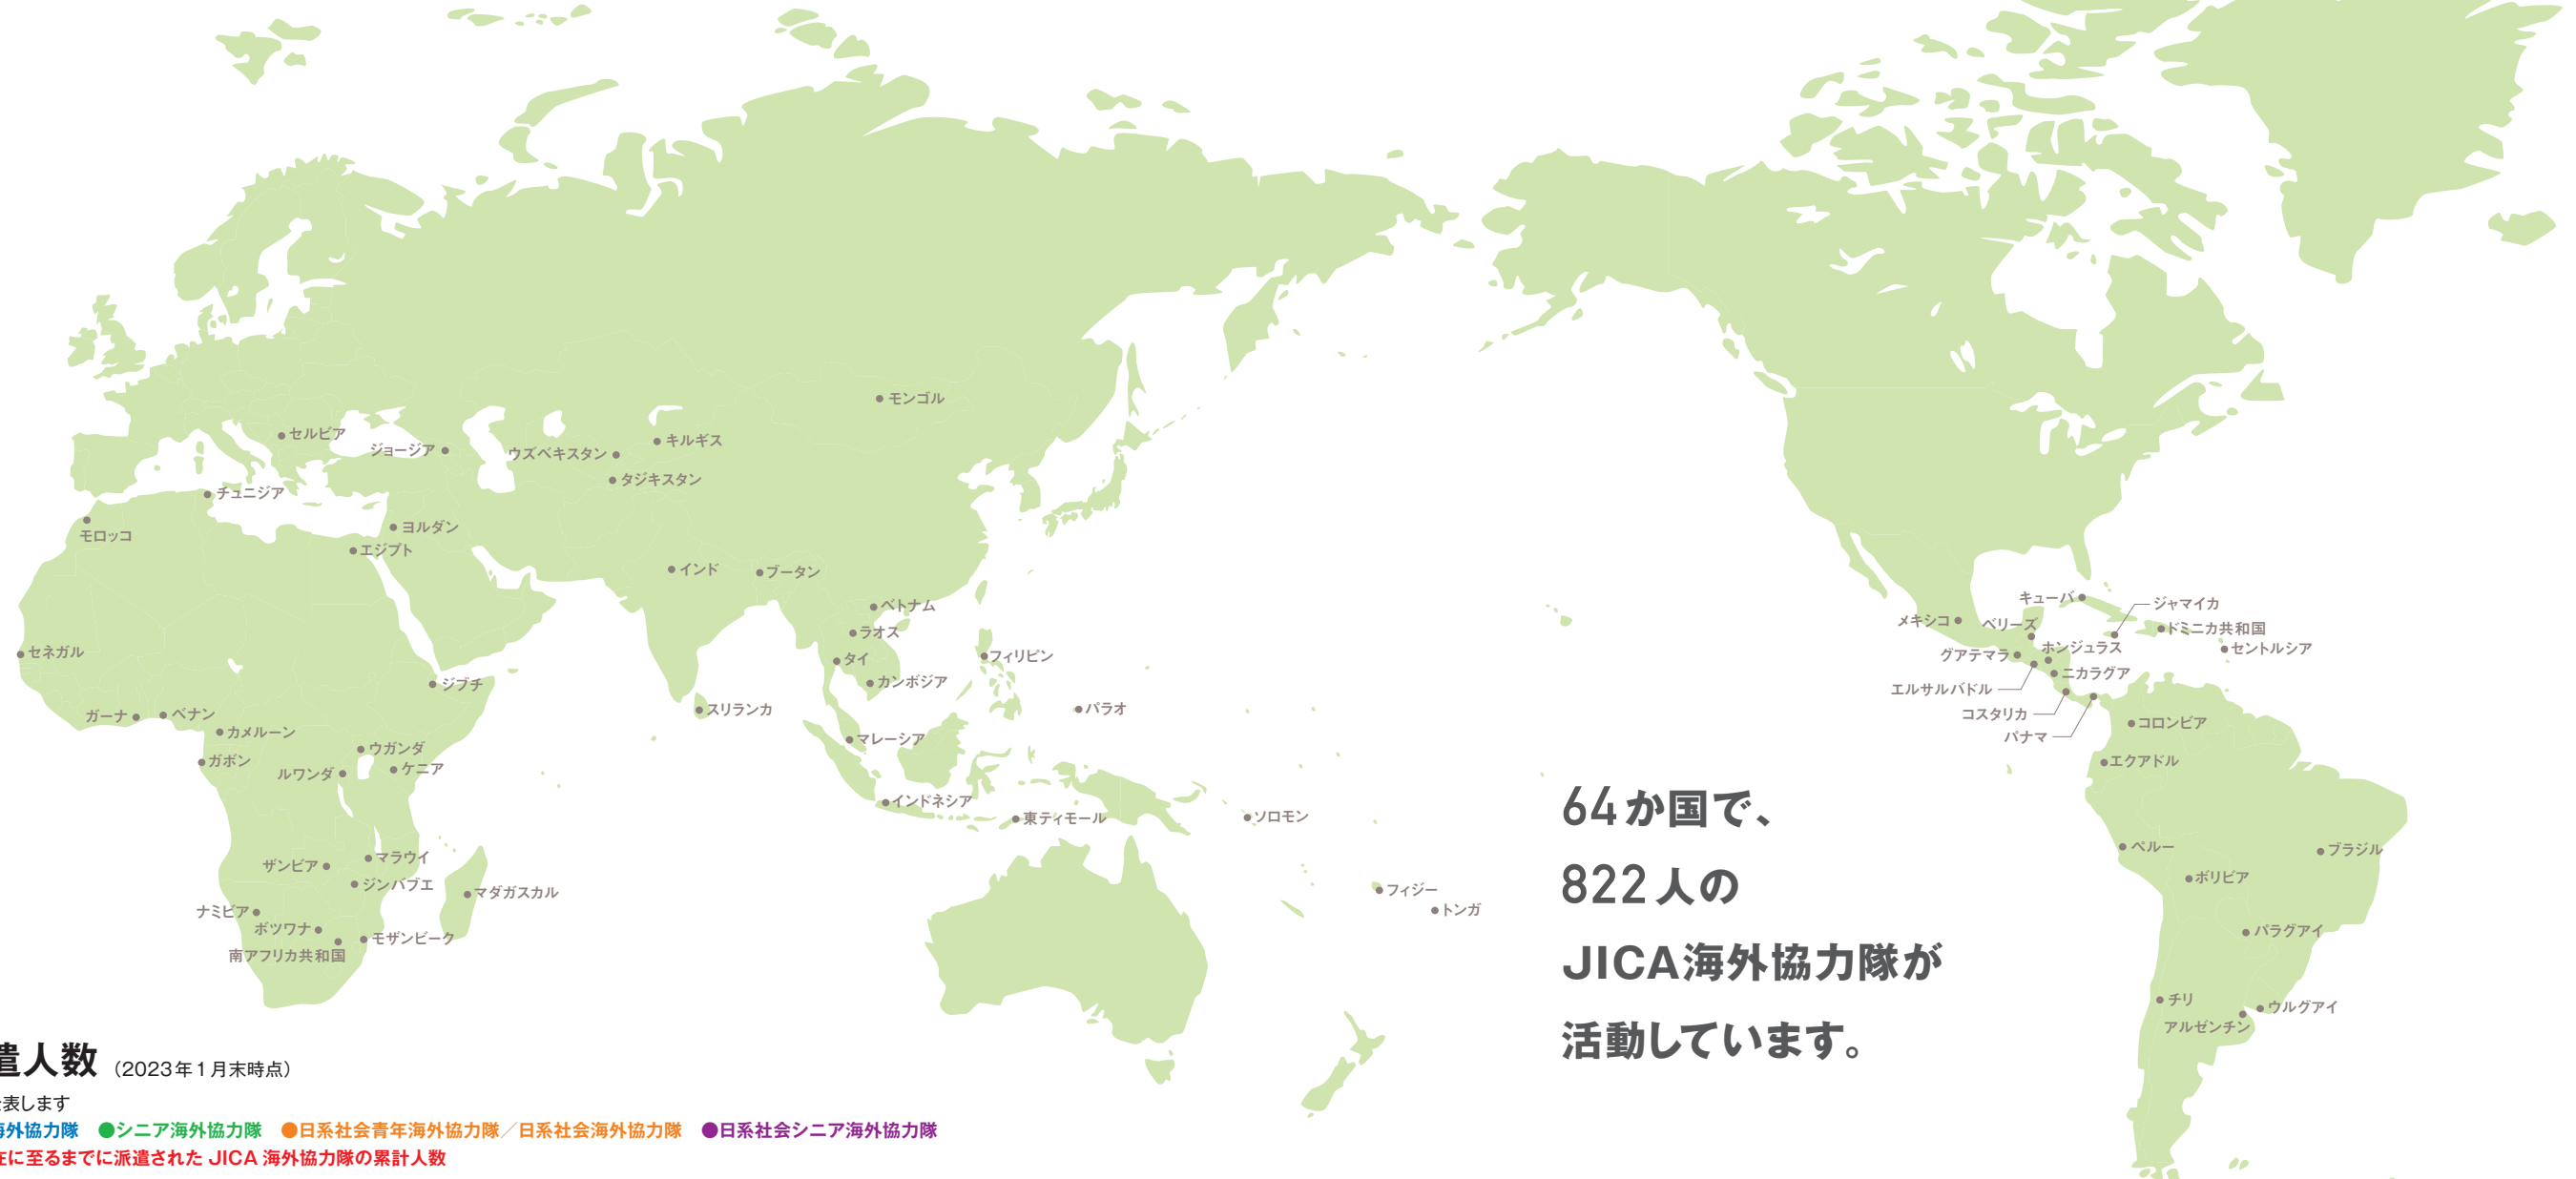 モンゴル
セルビア
ジョージア
ウズベキスタン
キルギス
タジキスタン
チュニジア
モロッコ
ヨルダン
エジプト
インド
ブータン
ベトナム
ラオス
タイ
フィリピン
カンボジア
セネガル
ジブチ
スリランカ
パラオ
ガーナ
ベナン
カメルーン
ガボン
ウガンダ
ルワンダ
ケニア
マレーシア
インドネシア
東ティモール
ソロモン
ザンビア
マラウイ
ジンバブエ
マダガスカル
ナミビア
ボツワナ
モザンビーク
南アフリカ共和国
フィジー
トンガ
キューバ
ジャマイカ
メキシコ
ベリーズ
ドミニカ共和国
ホンジュラス
セントルシア
グアテマラ
ニカラグア
エルサルバドル
コスタリカ
パナマ
コロンビア
エクアドル
ペルー
ブラジル
ボリビア
パラグアイ
チリ
ウルグアイ
アルゼンチン
64か国で、
822人の
JICA海外協力隊が
活動しています。
遣人数（2023年1月末時点）
表します
海外協力隊 ●シニア海外協力隊 ●日系社会青年海外協力隊／日系社会海外協力隊 ●日系社会シニア海外協力隊
在に至るまでに派遣された JICA 海外協力隊の累計人数